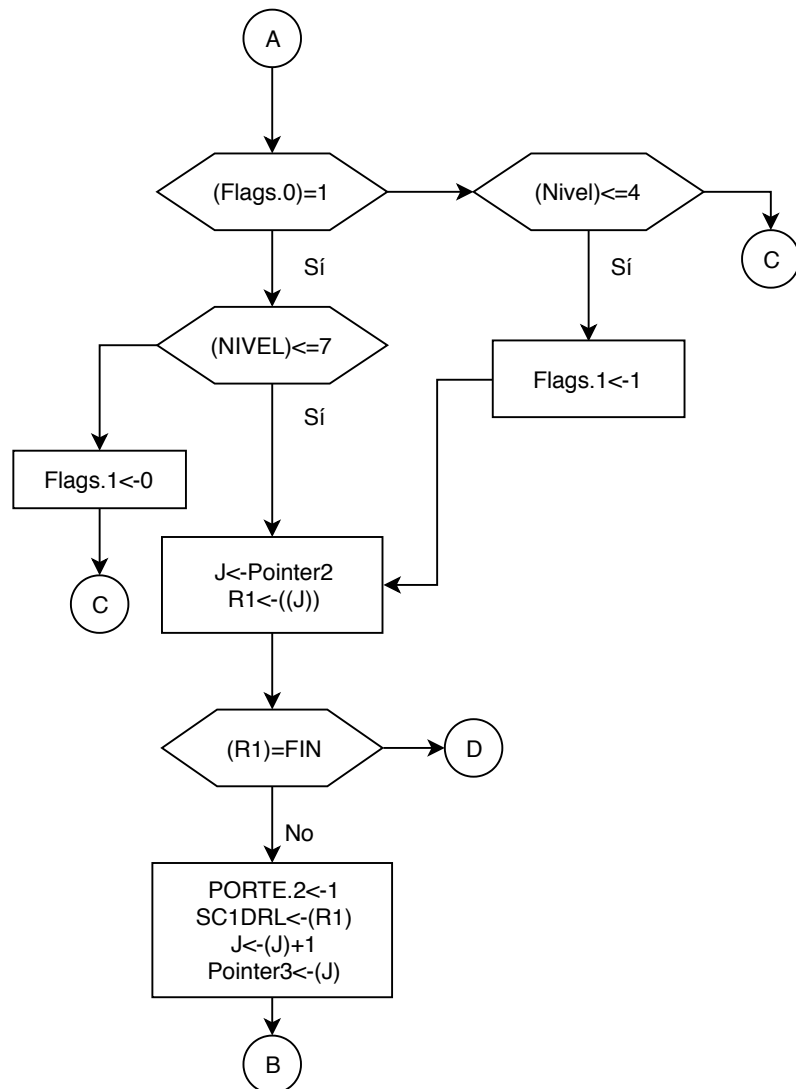 A
(Flags.0)=1
(Nivel)<=4
C
Sí
Sí
(NIVEL)<=7
Flags.1<-1
Sí
Flags.1<-0
J<-Pointer2
R1<-((J))
C
(R1)=FIN
D
No
PORTE.2<-1
SC1DRL<-(R1)
J<-(J)+1
Pointer3<-(J)
B